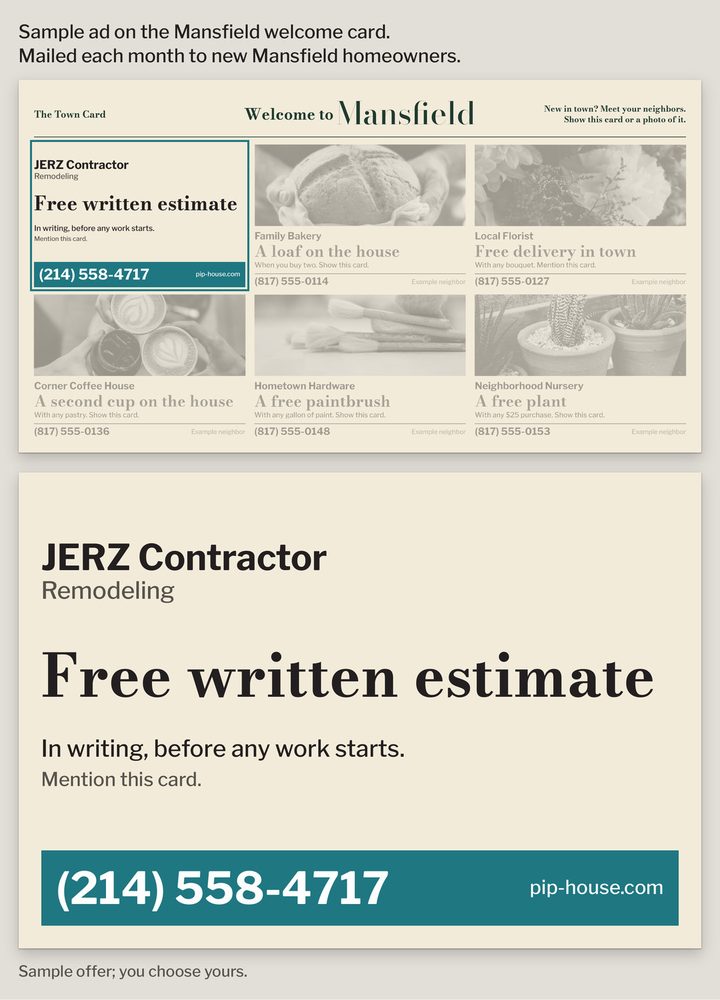 Sample ad on the Mansfield welcome card.
Mailed each month to new Mansfield homeowners.
The Town Card
Welcome to Mansfield
New in town? Meet your neighbors.
Show this card or a photo of it.
JERZ Contractor
Remodeling
Free written estimate
In writing, before any work starts.
Mention this card.
(214) 558-4717 pip-house.com
Family Bakery
A loaf on the house
When you buy two. Show this card.
(817) 555-0114 Example neighbor
Local Florist
Free delivery in town
With any bouquet. Mention this card.
(817) 555-0127 Example neighbor
Corner Coffee House
A second cup on the house
With any pastry. Show this card.
(817) 555-0136 Example neighbor
Hometown Hardware
A free paintbrush
With any gallon of paint. Show this card.
(817) 555-0148 Example neighbor
Neighborhood Nursery
A free plant
With any $25 purchase. Show this card.
(817) 555-0153 Example neighbor
JERZ Contractor
Remodeling
Free written estimate
In writing, before any work starts.
Mention this card.
(214) 558-4717 pip-house.com
Sample offer; you choose yours.